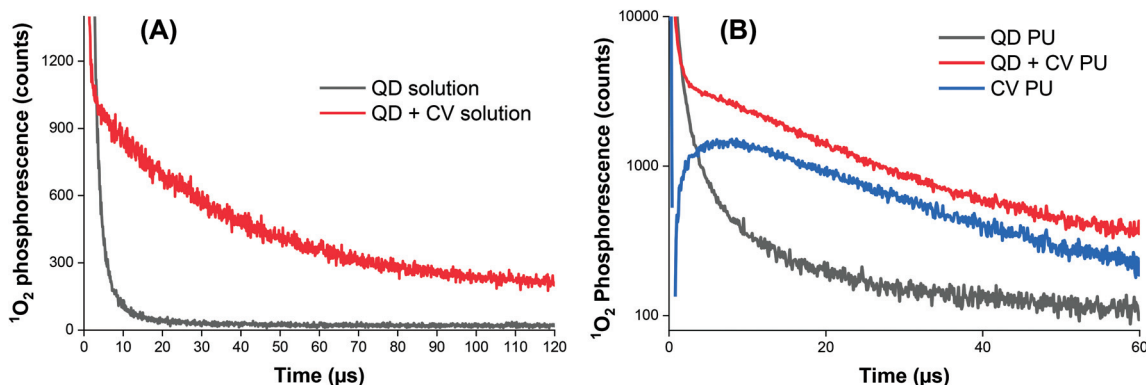 (A)
QD solution
QD + CV solution
¹O₂ phosphorescence (counts)
1200
900
600
300
0
0 10 20 30 40 50 60 70 80 90 100 110 120
Time (µs)
(B)
QD PU
QD + CV PU
CV PU
¹O₂ Phosphorescence (counts)
10000
1000
100
0 20 40 60
Time (µs)